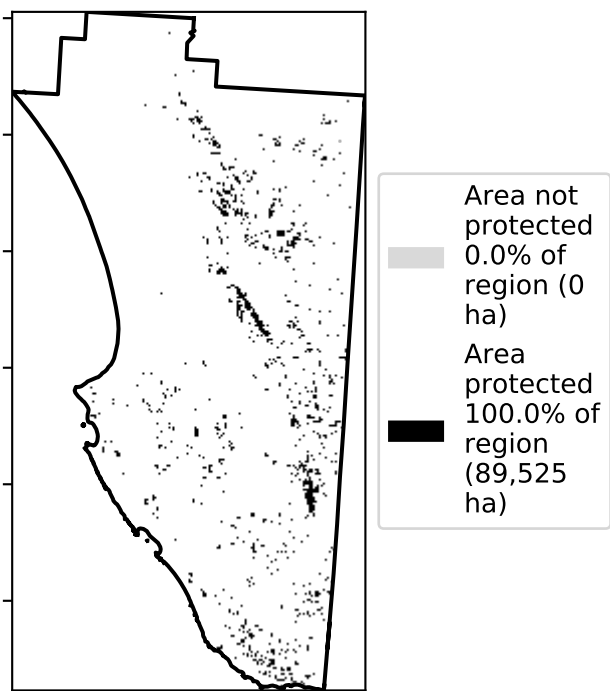 Area not
protected
0.0% of
region (0
ha)
Area
protected
100.0% of
region
(89,525
ha)